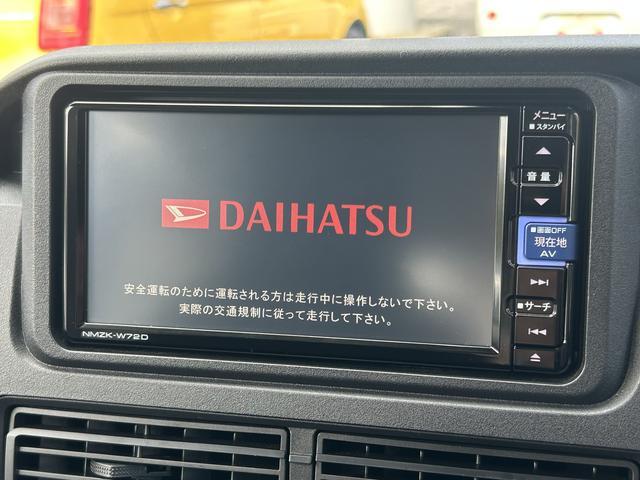 DAIHATSU
安全運転のために運転される方は走行中に操作しないで下さい。
実際の交通規制に従って走行して下さい。
NMZK-W72D
メニュー
■スタンバイ
音量
■画面OFF
現在地
AV
■サーチ